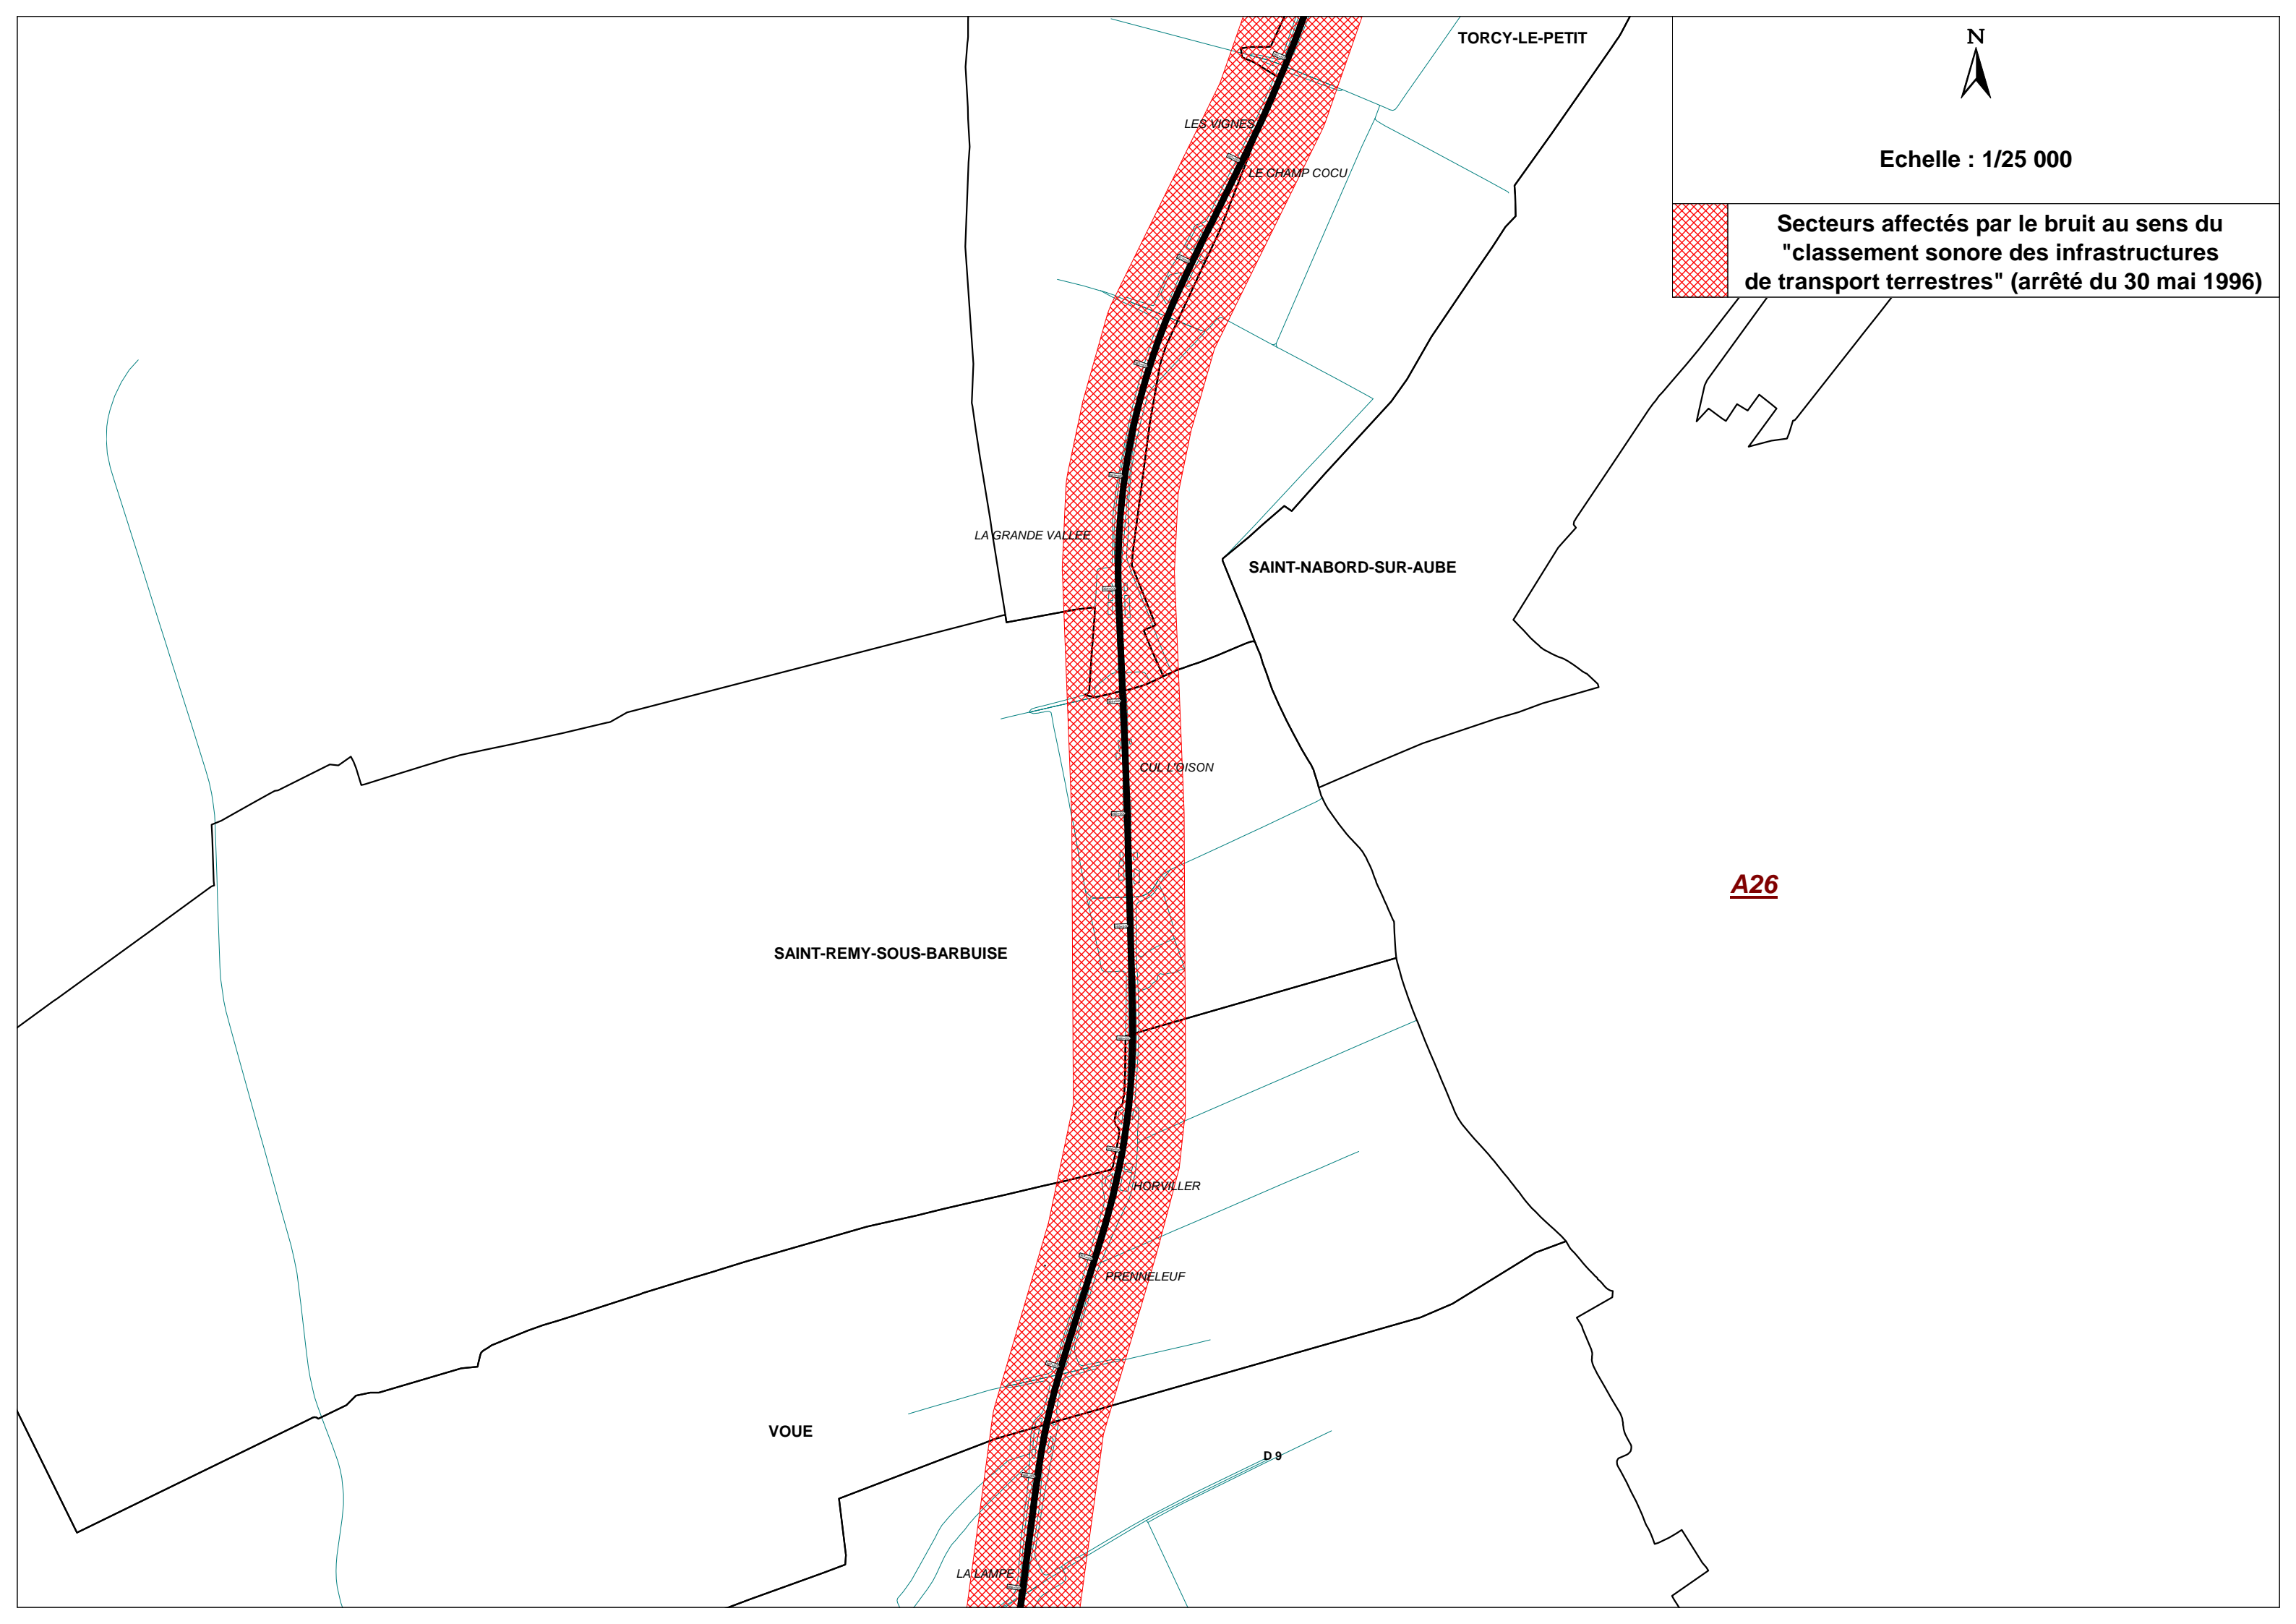 TORCY-LE-PETIT
N
Echelle : 1/25 000
Secteurs affectés par le bruit au sens du
"classement sonore des infrastructures
de transport terrestres" (arrêté du 30 mai 1996)
LES VIGNES
LE CHAMP COCU
LA GRANDE VALLEE
SAINT-NABORD-SUR-AUBE
CUL L'OISON
A26
SAINT-REMY-SOUS-BARBUISE
HORVILLER
PRENNELEUF
VOUE
D 9
LA LAMPE